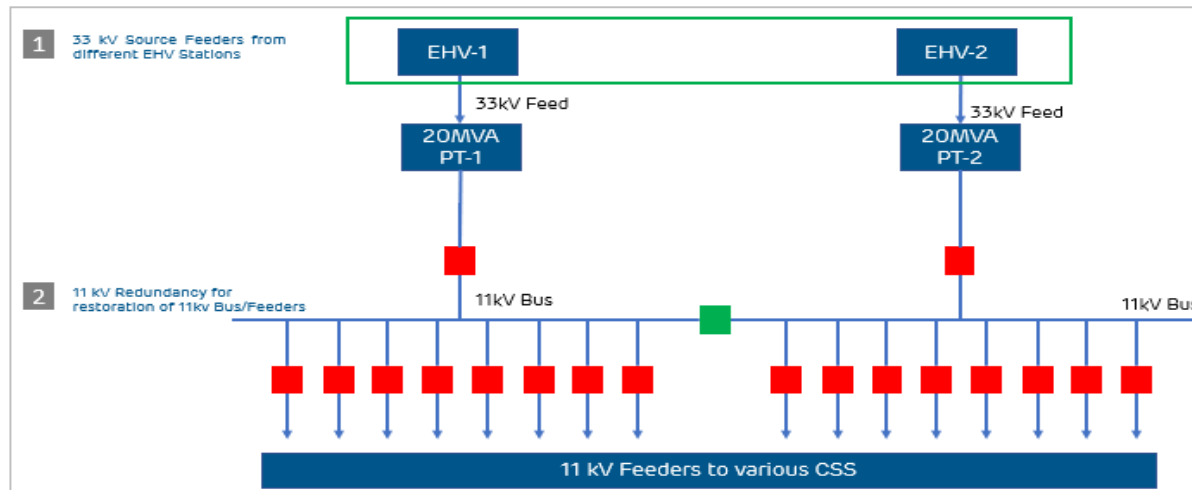 1
33 kV Source Feeders from
different EHV Stations
EHV-1
EHV-2
33kV Feed
33kV Feed
20MVA
PT-1
20MVA
PT-2
2
11 kV Redundancy for
restoration of 11kv Bus/Feeders
11kV Bus
11kV Bus
11 kV Feeders to various CSS